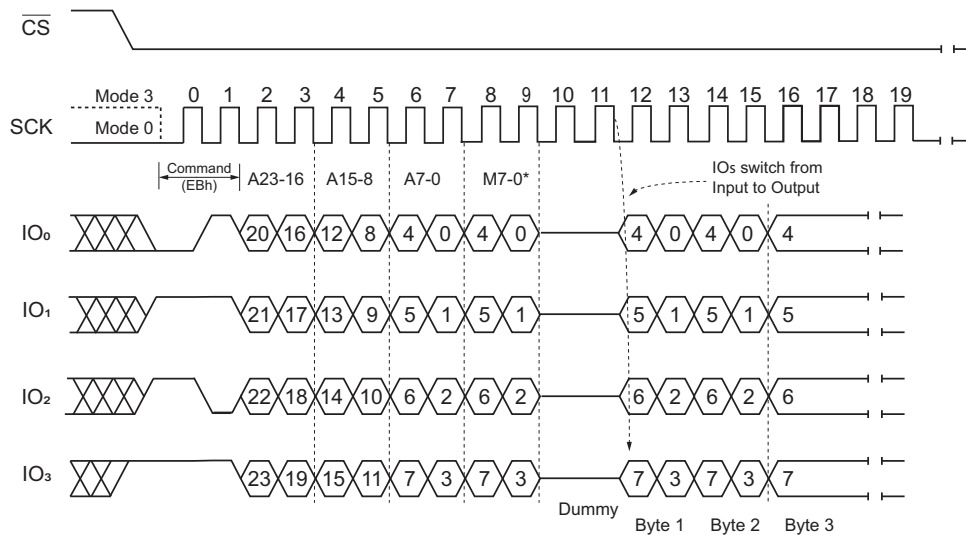 CS
Mode 3
0 1 2 3 4 5 6 7 8 9 10 11 12 13 14 15 16 17 18 19
SCK
Mode 0
Command
(EBh)
A23-16 A15-8 A7-0 M7-0*
IOs switch from
Input to Output
IO₀ 20 16 12 8 4 0 4 0 4 0 4 0 4
IO₁ 21 17 13 9 5 1 5 1 5 1 5 1 5
IO₂ 22 18 14 10 6 2 6 2 6 2 6 2 6
IO₃ 23 19 15 11 7 3 7 3 7 3 7 3 7
Dummy
Byte 1 Byte 2 Byte 3